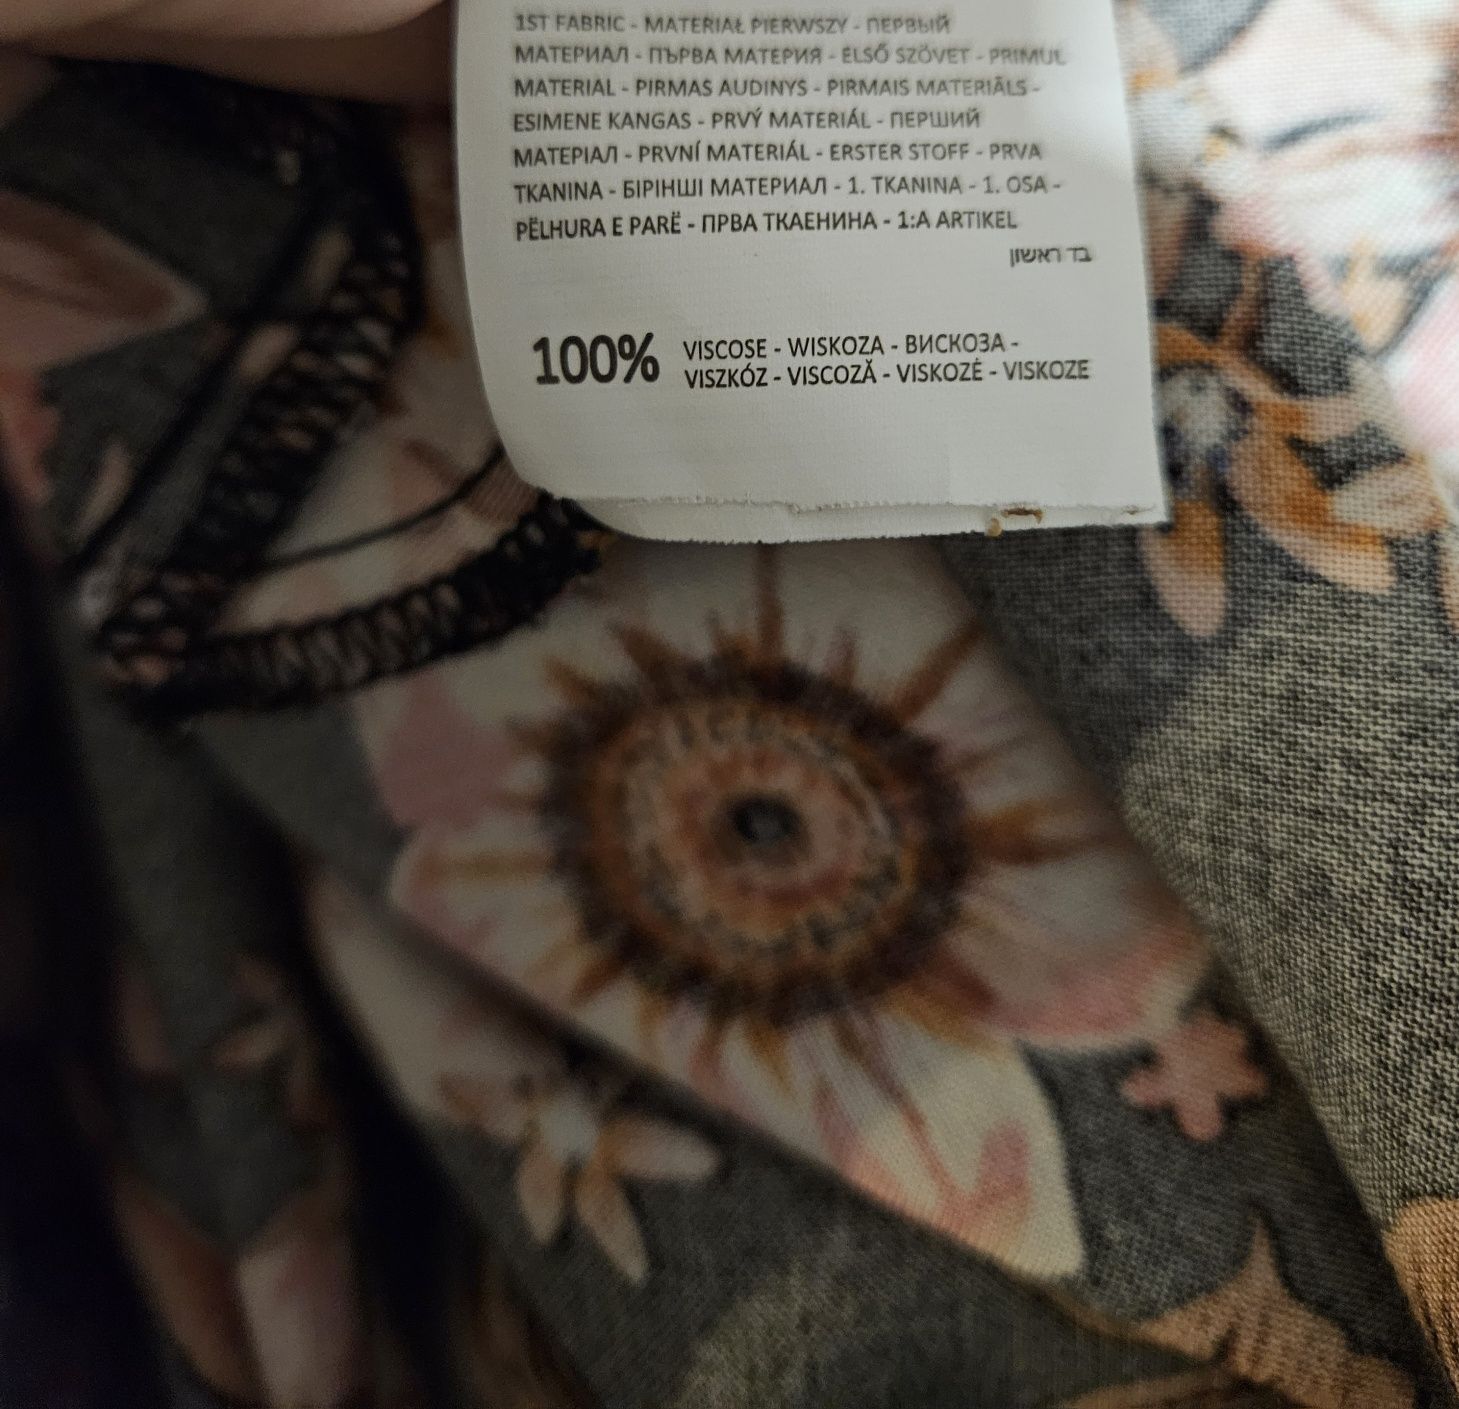 1ST FABRIC - MATERIAŁ PIERWSZY - ПЕРВЫЙ
МАТЕРИАЛ - ПЪРВА МАТЕРИЯ - ELSŐ SZÖVET - PRIMUL
MATERIAL - PIRMAS AUDINYS - PIRMAIS MATERIĀLS -
ESIMENE KANGAS - PRVÝ MATERIÁL - ПЕРШИЙ
МАТЕРІАЛ - PRVNÍ MATERIÁL - ERSTER STOFF - PRVA
TKANINA - БІРІНШІ МАТЕРИАЛ - 1. TKANINA - 1. OSA -
PËLHURA E PARË - ПРВА ТКАЕНИНА - 1:A ARTIKEL
בד ראשון
100% VISCOSE - WISKOZA - ВИСКОЗА -
VISZKÓZ - VISCOZĂ - VISKOZĖ - VISKOZE